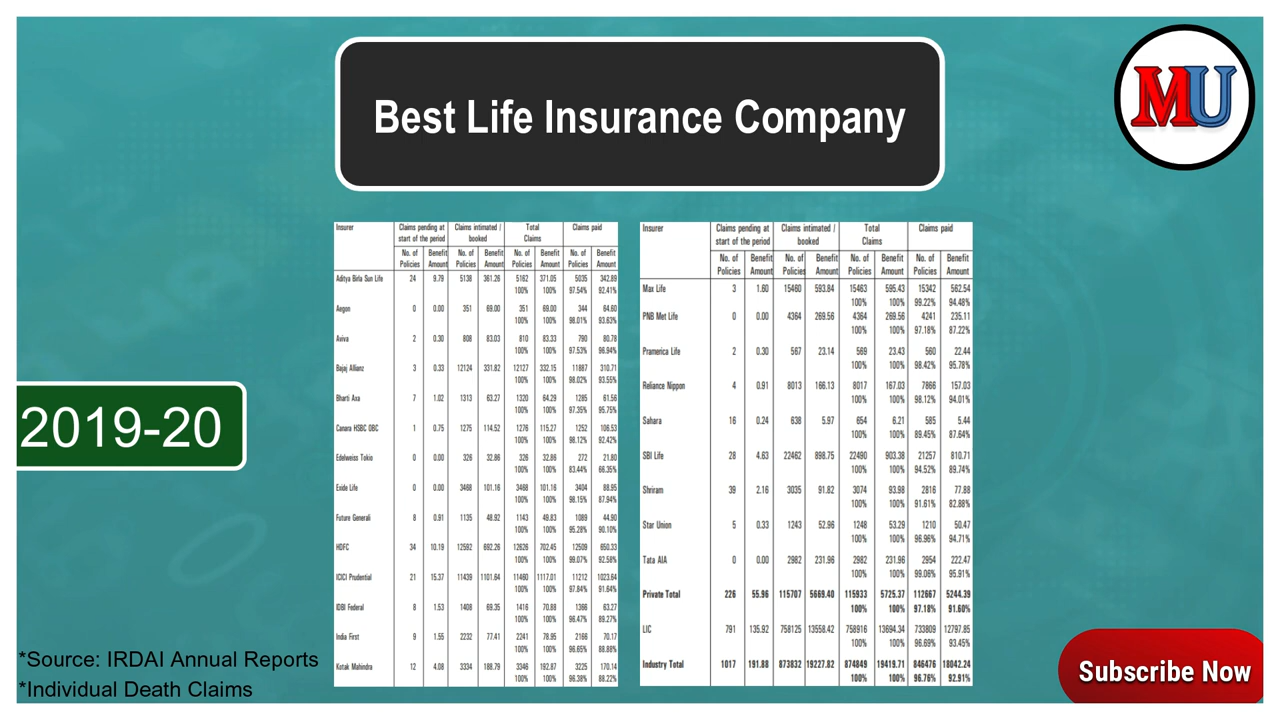 Best Life Insurance Company
MU
2019-20
Insurer Claims pending at Claims intimated / Total Claims paid
start of the period booked Claims
No. of Benefit No. of Benefit No. of Benefit No. of Benefit
Policies Amount Policies Amount Policies Amount Policies Amount
Aditya Birla Sun Life 24 9.79 5138 361.26 5162 371.05 5035 342.89
100% 100% 97.54% 92.41%
Aegon 0 0.00 351 69.00 351 69.00 344 64.60
100% 100% 98.01% 93.63%
Aviva 2 0.30 808 83.03 810 83.33 790 80.78
100% 100% 97.53% 96.94%
Bajaj Allianz 3 0.33 12124 331.82 12127 332.15 11887 310.71
100% 100% 98.02% 93.55%
Bharti Axa 7 1.02 1313 63.27 1320 64.29 1285 61.56
100% 100% 97.35% 95.75%
Canara HSBC OBC 1 0.75 1275 114.52 1276 115.27 1252 106.53
100% 100% 98.12% 92.42%
Edelweiss Tokio 0 0.00 326 32.86 326 32.86 272 21.80
100% 100% 83.44% 66.35%
Exide Life 0 0.00 3468 101.16 3468 101.16 3404 88.95
100% 100% 98.15% 87.94%
Future Generali 8 0.91 1135 48.92 1143 49.83 1089 44.90
100% 100% 95.28% 90.10%
HDFC 34 10.19 12592 692.26 12626 702.45 12509 650.33
100% 100% 99.07% 92.58%
ICICI Prudential 21 15.37 11439 1101.64 11460 1117.01 11212 1023.64
100% 100% 97.84% 91.64%
IDBI Federal 8 1.53 1408 69.35 1416 70.88 1366 63.27
100% 100% 96.47% 89.27%
India First 9 1.55 2232 77.41 2241 78.95 2166 70.17
100% 100% 96.65% 88.88%
Kotak Mahindra 12 4.08 3334 188.79 3346 192.87 3225 170.14
100% 100% 96.38% 88.22%
Insurer Claims pending at Claims intimated / Total Claims paid
start of the period booked Claims
No. of Benefit No. of Benefit No. of Benefit No. of Benefit
Policies Amount Policies Amount Policies Amount Policies Amount
Max Life 3 1.60 15460 593.84 15463 595.43 15342 562.54
100% 100% 99.22% 94.48%
PNB Met Life 0 0.00 4364 269.56 4364 269.56 4241 235.11
100% 100% 97.18% 87.22%
Pramerica Life 2 0.30 567 23.14 569 23.43 560 22.44
100% 100% 98.42% 95.78%
Reliance Nippon 4 0.91 8013 166.13 8017 167.03 7866 157.03
100% 100% 98.12% 94.01%
Sahara 16 0.24 638 5.97 654 6.21 585 5.44
100% 100% 89.45% 87.64%
SBI Life 28 4.63 22462 898.75 22490 903.38 21257 810.71
100% 100% 94.52% 89.74%
Shriram 39 2.16 3035 91.82 3074 93.98 2816 77.88
100% 100% 91.61% 82.88%
Star Union 5 0.33 1243 52.96 1248 53.29 1210 50.47
100% 100% 96.96% 94.71%
Tata AIA 0 0.00 2982 231.96 2982 231.96 2954 222.47
100% 100% 99.06% 95.91%
Private Total 226 55.96 115707 5669.40 115933 5725.37 112667 5244.39
100% 100% 97.18% 91.60%
LIC 791 135.92 758125 13558.42 758916 13694.34 733809 12797.85
100% 100% 96.69% 93.45%
Industry Total 1017 191.88 873832 19227.82 874849 19419.71 846476 18042.24
100% 100% 96.76% 92.91%
*Source: IRDAI Annual Reports
*Individual Death Claims
Subscribe Now